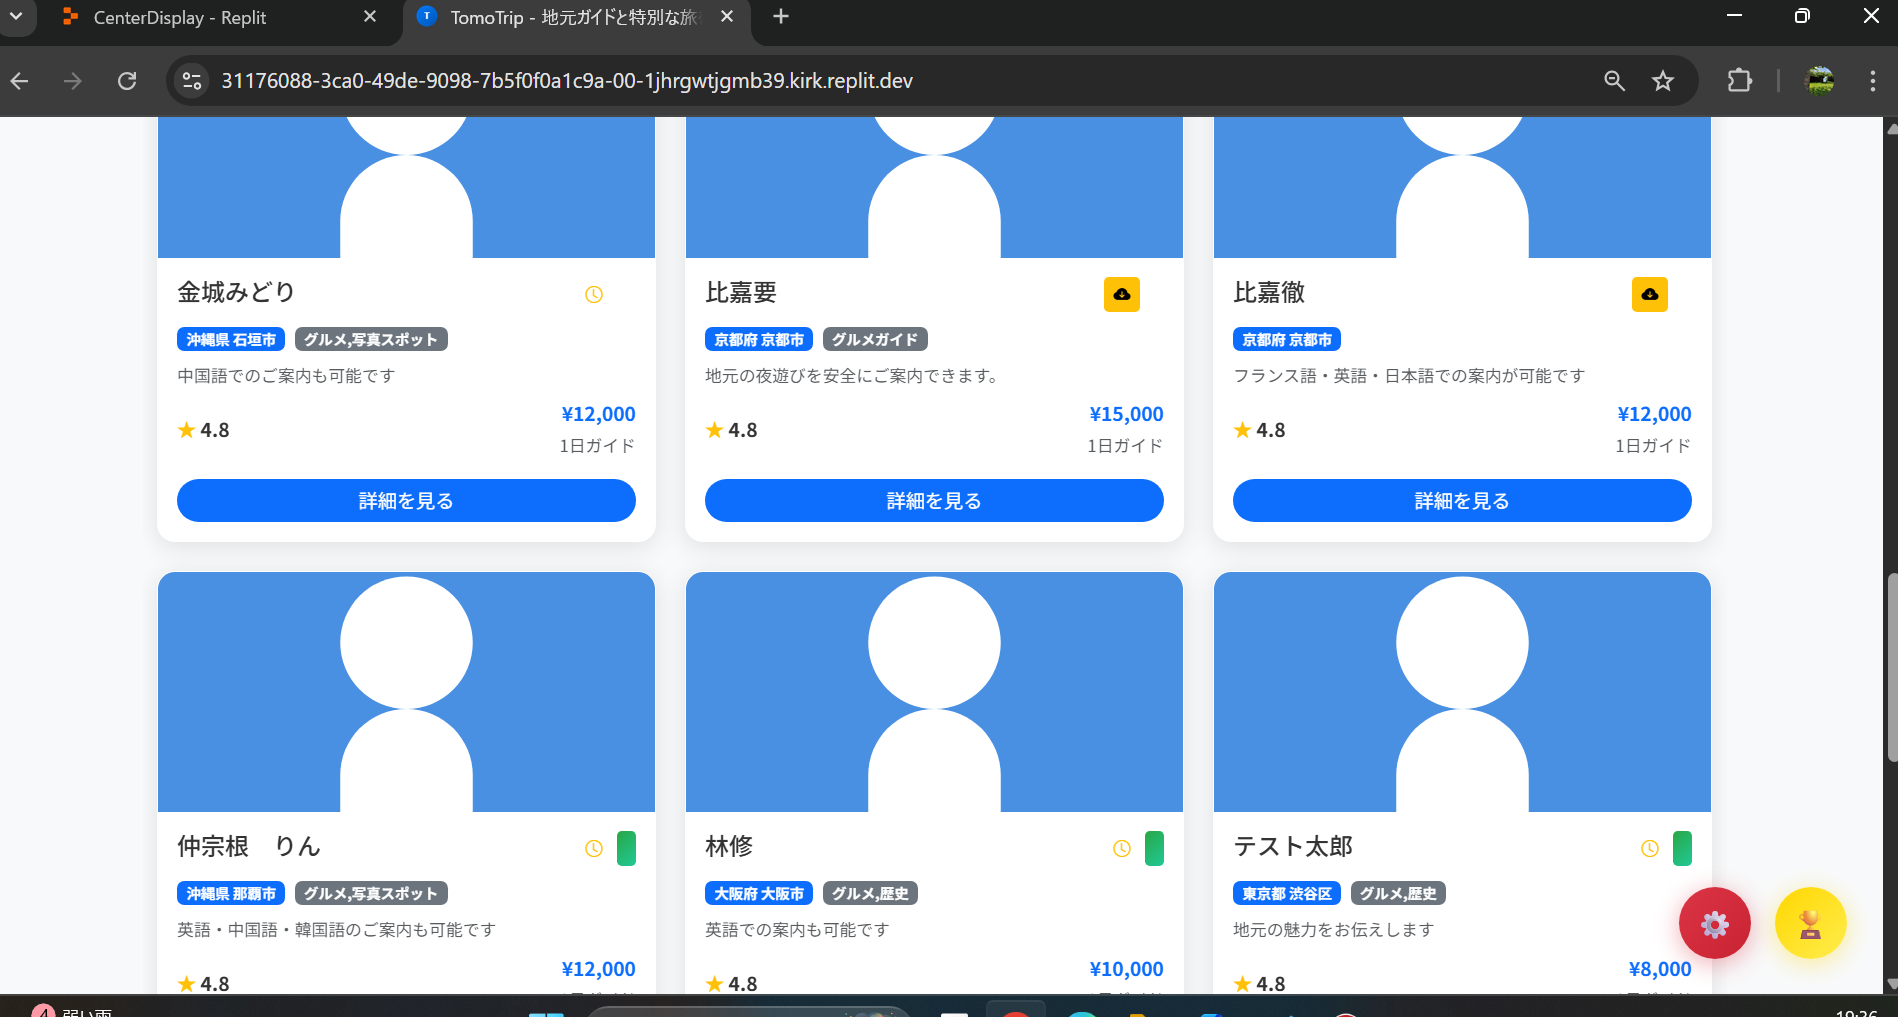 CenterDisplay - Replit
T TomoTrip - 地元ガイドと特別な旅
31176088-3ca0-49de-9098-7b5f0f0a1c9a-00-1jhrgwtjgmb39.kirk.replit.dev
金城みどり
沖縄県 石垣市 グルメ,写真スポット
中国語でのご案内も可能です
4.8
¥12,000
1日ガイド
詳細を見る
比嘉要
京都府 京都市 グルメガイド
地元の夜遊びを安全にご案内できます。
4.8
¥15,000
1日ガイド
詳細を見る
比嘉徹
京都府 京都市
フランス語・英語・日本語での案内が可能です
4.8
¥12,000
1日ガイド
詳細を見る
仲宗根　りん
沖縄県 那覇市 グルメ,写真スポット
英語・中国語・韓国語のご案内も可能です
4.8
¥12,000
林修
大阪府 大阪市 グルメ,歴史
英語での案内も可能です
4.8
¥10,000
テスト太郎
東京都 渋谷区 グルメ,歴史
地元の魅力をお伝えします
4.8
¥8,000
弱い雨
19:36